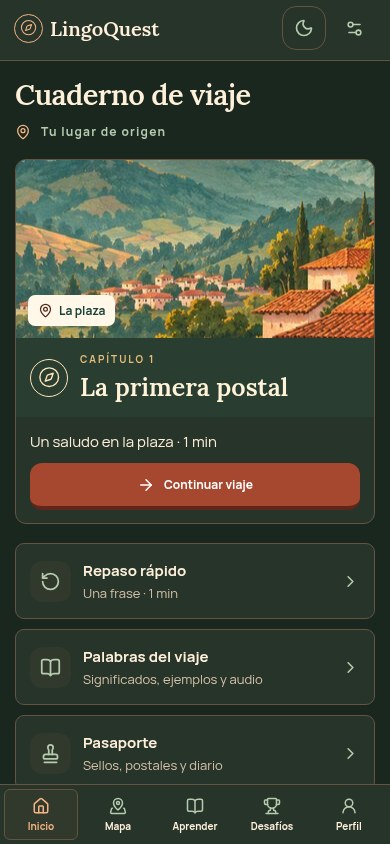 LingoQuest
Cuaderno de viaje
Tu lugar de origen
La plaza
CAPÍTULO 1
La primera postal
Un saludo en la plaza · 1 min
Continuar viaje
Repaso rápido
Una frase · 1 min
Palabras del viaje
Significados, ejemplos y audio
Pasaporte
Sellos, postales y diario
Inicio
Mapa
Aprender
Desafíos
Perfil